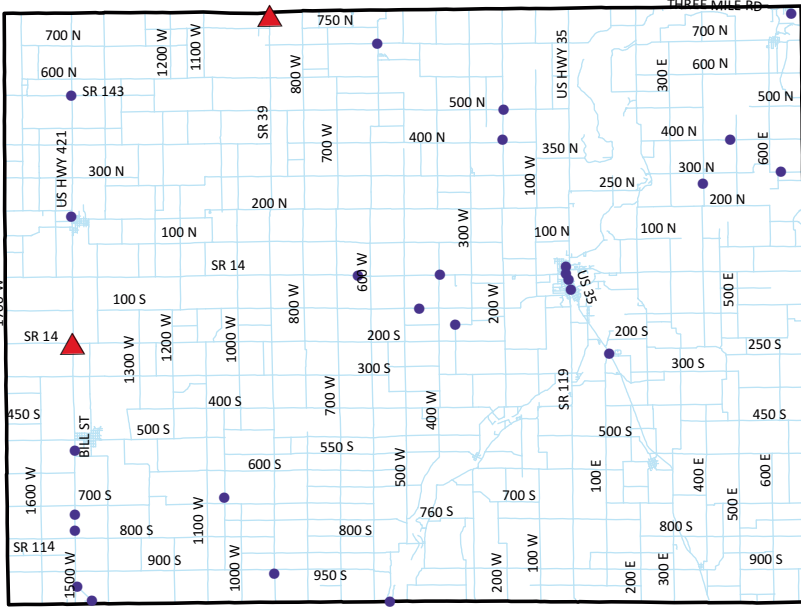 THREE MILE RD
750 N
700 N
700 N
1200 W
1100 W
800 W
US HWY 35
300 E
600 N
600 N
SR 143
500 N
500 N
SR 39
700 W
400 N
400 N
350 N
600 E
US HWY 421
300 N
300 N
100 W
250 N
200 N
200 N
300 W
100 N
100 N
100 N
SR 14
600 W
US 35
500 E
100 S
800 W
200 W
SR 14
1300 W
1200 W
1000 W
200 S
200 S
250 S
300 S
300 S
SR 119
700 W
400 W
400 S
450 S
450 S
BILL ST
500 S
500 S
550 S
600 S
500 W
1600 W
100 E
400 E
600 E
500 E
700 S
700 S
760 S
1100 W
800 S
800 S
800 S
SR 114
900 S
900 S
1500 W
1000 W
950 S
200 W
100 W
200 E
300 E